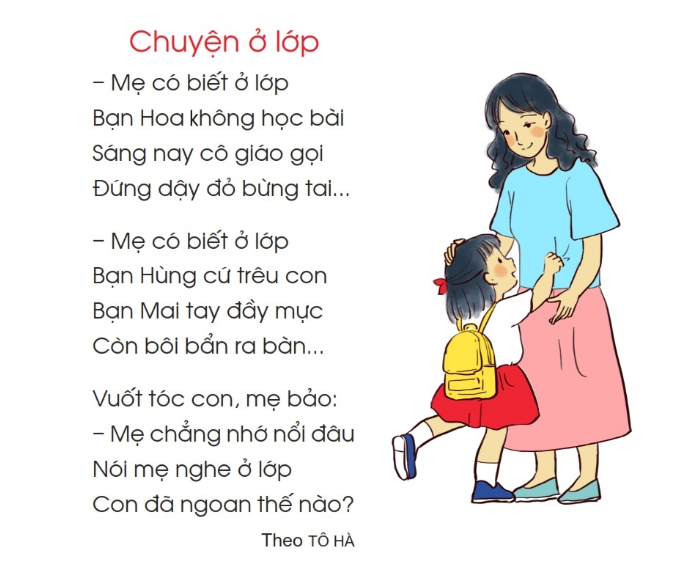 Chuyện ở lớp
– Mẹ có biết ở lớp
Bạn Hoa không học bài
Sáng nay cô giáo gọi
Đứng dậy đỏ bừng tai...
– Mẹ có biết ở lớp
Bạn Hùng cứ trêu con
Bạn Mai tay đầy mực
Còn bôi bẩn ra bàn...
Vuốt tóc con, mẹ bảo:
– Mẹ chẳng nhớ nổi đâu
Nói mẹ nghe ở lớp
Con đã ngoan thế nào?
Theo TÔ HÀ